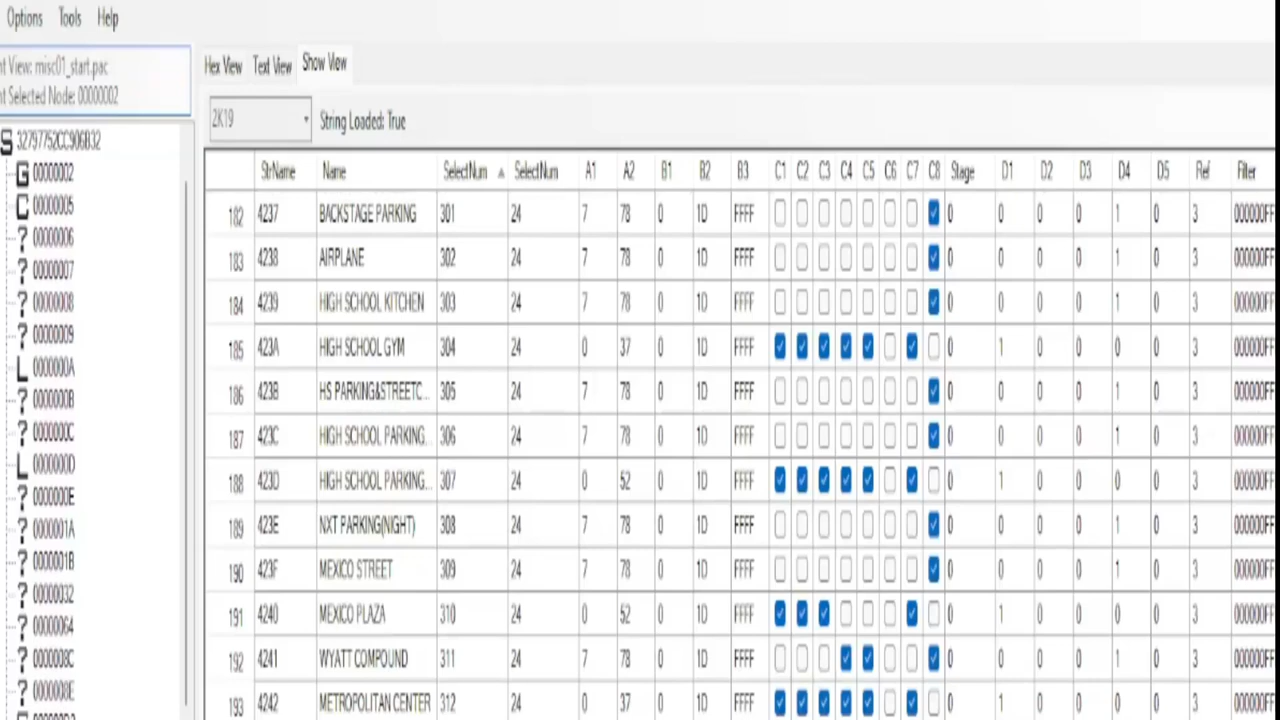 Options Tools Help
nt View: misc01_start.pac
nt Selected Node: 00000002
Hex View Text View Show View
2K19 String Loaded: True
S 32797752CC906B32
G 00000002
C 00000005
? 00000006
? 00000007
? 00000008
? 00000009
L 0000000A
? 0000000B
? 0000000C
L 0000000D
? 0000000E
? 0000001A
? 0000001B
? 00000032
? 00000064
? 0000008C
? 0000008E
StrName Name SelectNum SelectNum A1 A2 B1 B2 B3 C1 C2 C3 C4 C5 C6 C7 C8 Stage D1 D2 D3 D4 D5 Ref Filter
182 4237 BACKSTAGE PARKING 301 24 7 78 0 1D FFFF 0 0 0 0 1 0 3 000000FF
183 4238 AIRPLANE 302 24 7 78 0 1D FFFF 0 0 0 0 1 0 3 000000FF
184 4239 HIGH SCHOOL KITCHEN 303 24 7 78 0 1D FFFF 0 0 0 0 1 0 3 000000FF
185 423A HIGH SCHOOL GYM 304 24 0 37 0 1D FFFF 0 1 0 0 0 0 3 000000FF
186 423B HS PARKING&STREETC... 305 24 7 78 0 1D FFFF 0 0 0 0 1 0 3 000000FF
187 423C HIGH SCHOOL PARKING... 306 24 7 78 0 1D FFFF 0 0 0 0 1 0 3 000000FF
188 423D HIGH SCHOOL PARKING... 307 24 0 52 0 1D FFFF 0 1 0 0 0 0 3 000000FF
189 423E NXT PARKING(NIGHT) 308 24 7 78 0 1D FFFF 0 0 0 0 1 0 3 000000FF
190 423F MEXICO STREET 309 24 7 78 0 1D FFFF 0 0 0 0 1 0 3 000000FF
191 4240 MEXICO PLAZA 310 24 0 52 0 1D FFFF 0 1 0 0 0 0 3 000000FF
192 4241 WYATT COMPOUND 311 24 7 78 0 1D FFFF 0 0 0 0 1 0 3 000000FF
193 4242 METROPOLITAN CENTER 312 24 0 37 0 1D FFFF 0 1 0 0 0 0 3 000000FF